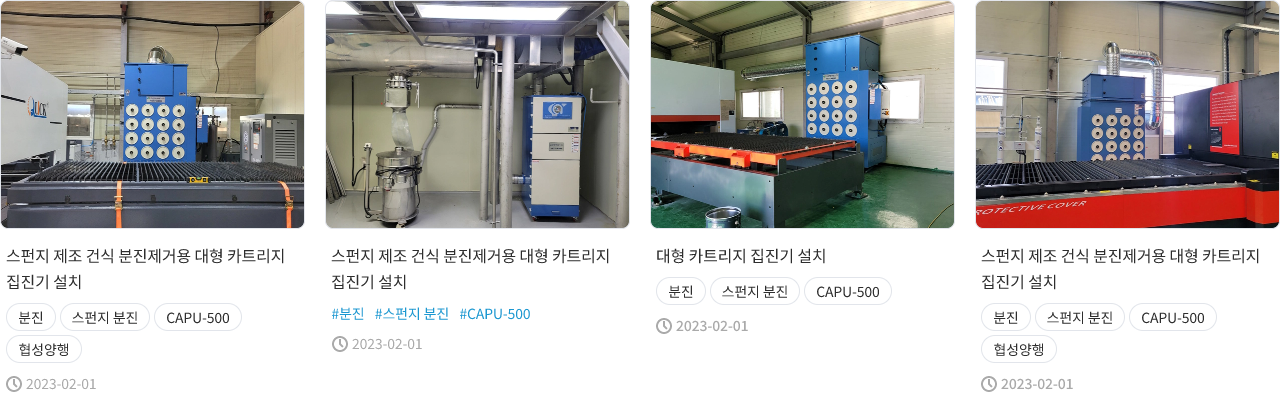 PROTECTIVE COVER
스펀지 제조 건식 분진제거용 대형 카트리지
집진기 설치
분진 스펀지 분진 CAPU-500
협성양행
2023-02-01
스펀지 제조 건식 분진제거용 대형 카트리지
집진기 설치
#분진 #스펀지 분진 #CAPU-500
2023-02-01
대형 카트리지 집진기 설치
분진 스펀지 분진 CAPU-500
2023-02-01
스펀지 제조 건식 분진제거용 대형 카트리지
집진기 설치
분진 스펀지 분진 CAPU-500
협성양행
2023-02-01